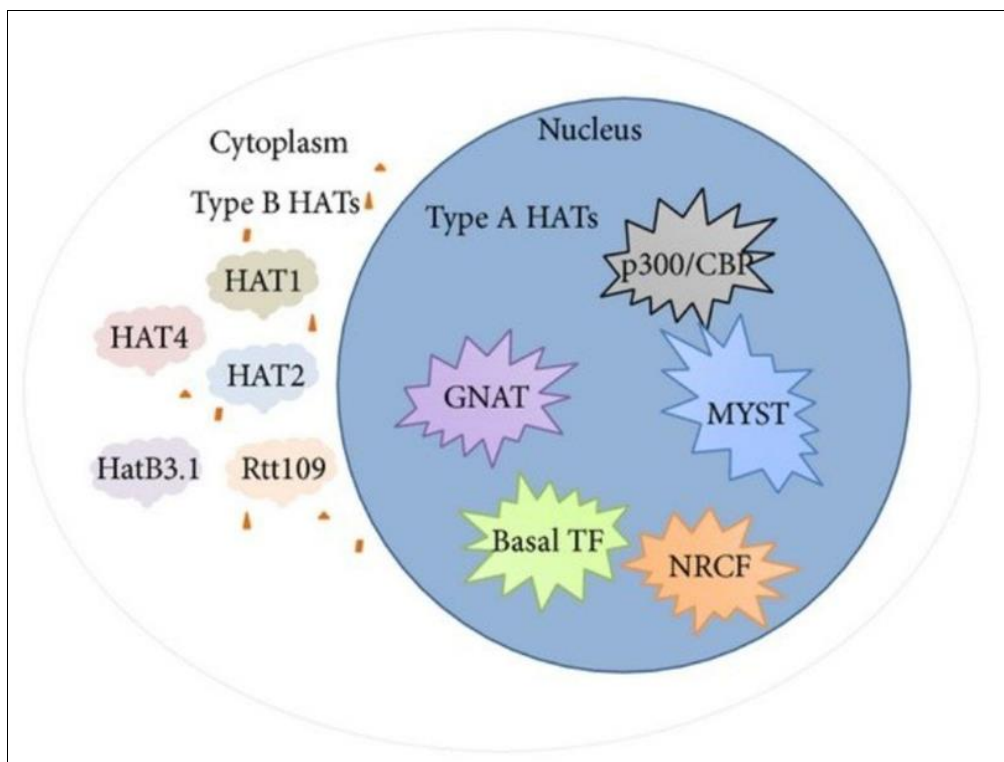 Nucleus
Cytoplasm
Type B HATs
Type A HATs
p300/CBP
HAT1
HAT4
HAT2
GNAT
MYST
HatB3.1
Rtt109
Basal TF
NRCF